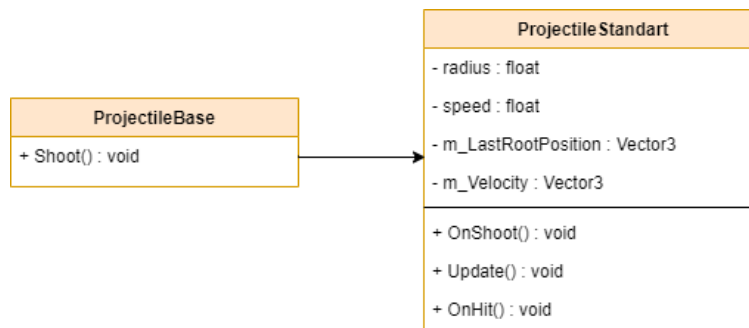 ProjectileBase
+ Shoot() : void
ProjectileStandart
- radius : float
- speed : float
- m_LastRootPosition : Vector3
- m_Velocity : Vector3
+ OnShoot() : void
+ Update() : void
+ OnHit() : void